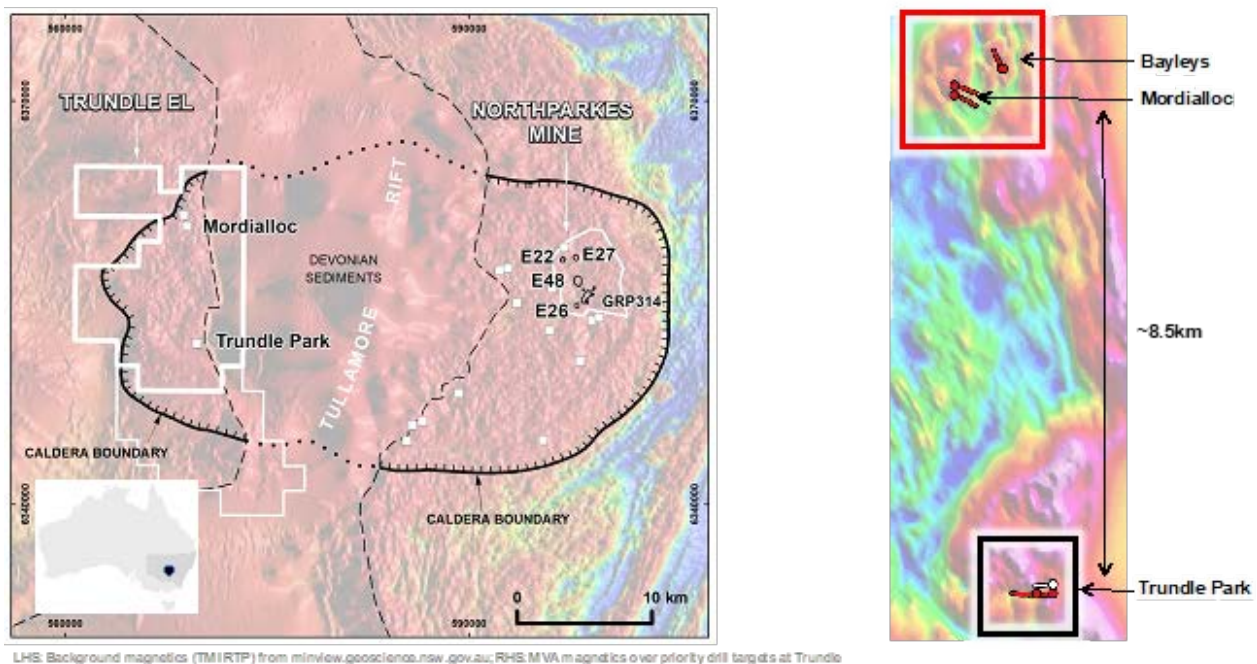 560000
590000
6370000
6370000
TRUNDLE EL
NORTHPARKES
MINE
RIFT
Mordialloc
DEVONIAN
SEDIMENTS
E22
E27
E48
E26
GRP314
TULLAMORE
Trundle Park
CALDERA BOUNDARY
CALDERA BOUNDARY
6340000
6340000
0
10 km
560000
590000
Bayleys
Mordialloc
~8.5km
Trundle Park
LHS: Background magnetics (TMI RTP) from minview.geoscience.nsw.gov.au; RHS: MVA magnetics over priority drill targets at Trundle